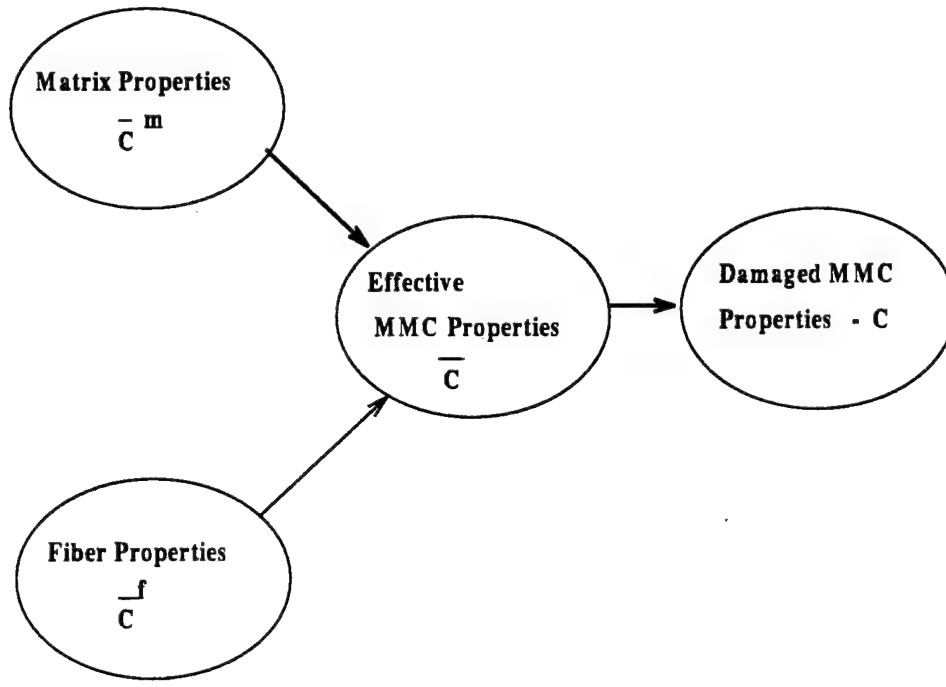 Matrix Properties
C̅ m
Effective
MMC Properties
C̅
Damaged MMC
Properties - C
Fiber Properties
C̅ f